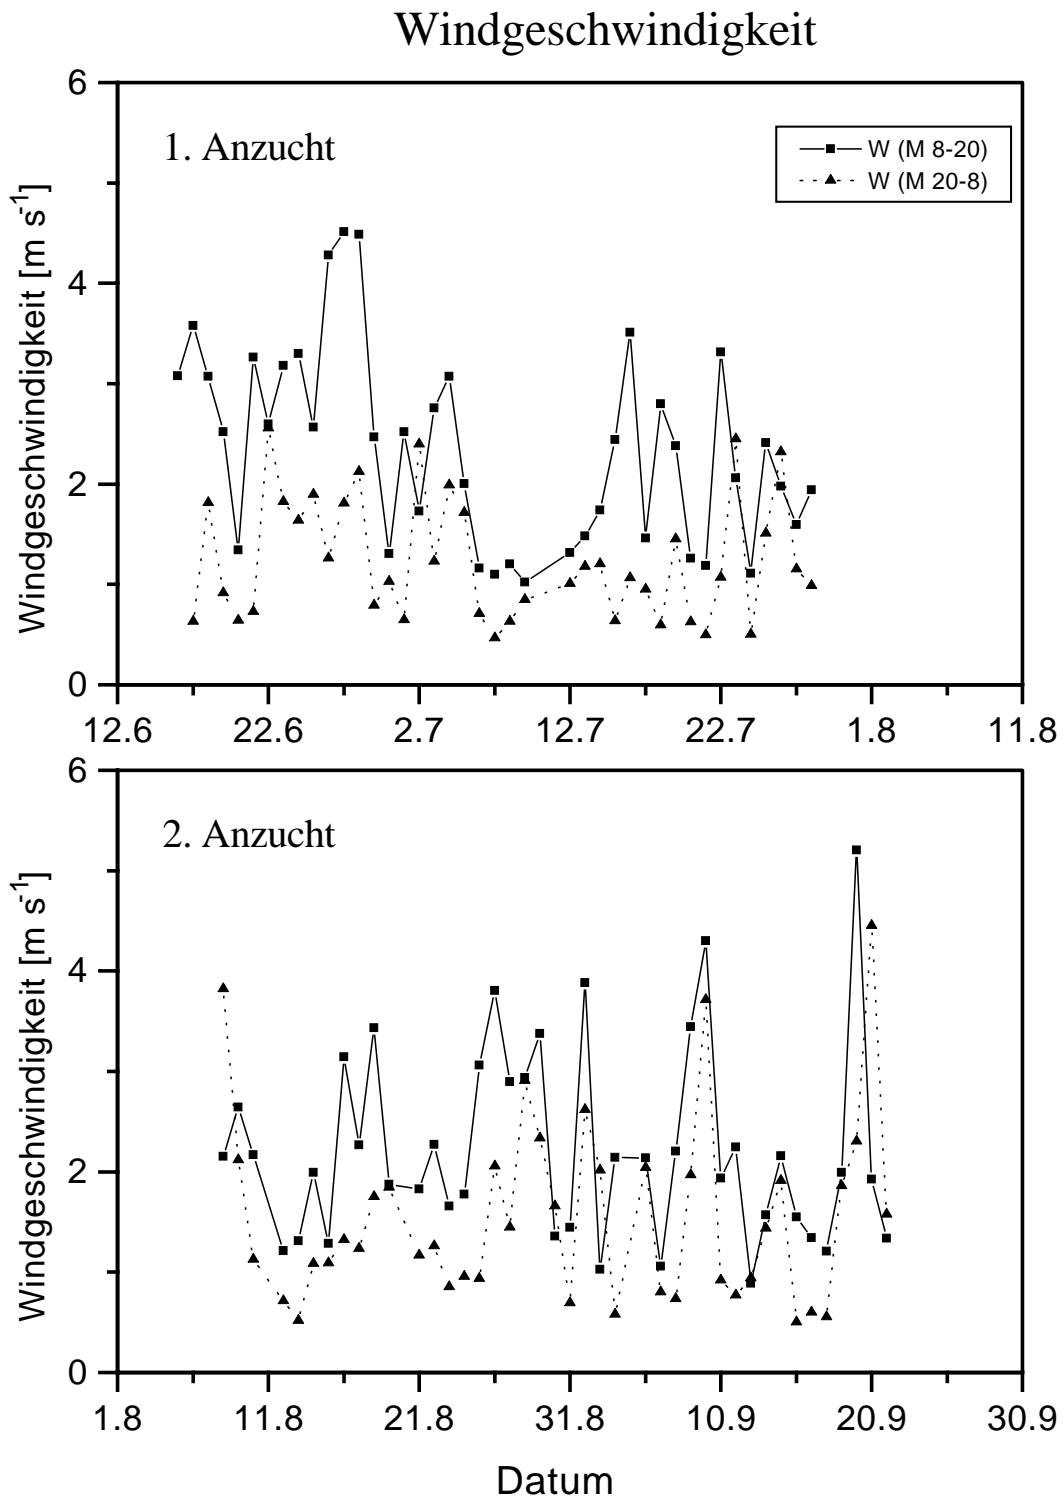 Windgeschwindigkeit
6
1. Anzucht
W (M 8-20)
W (M 20-8)
Windgeschwindigkeit [m s-1]
4
2
0
12.6 22.6 2.7 12.7 22.7 1.8 11.8
6
2. Anzucht
Windgeschwindigkeit [m s-1]
4
2
0
1.8 11.8 21.8 31.8 10.9 20.9 30.9
Datum